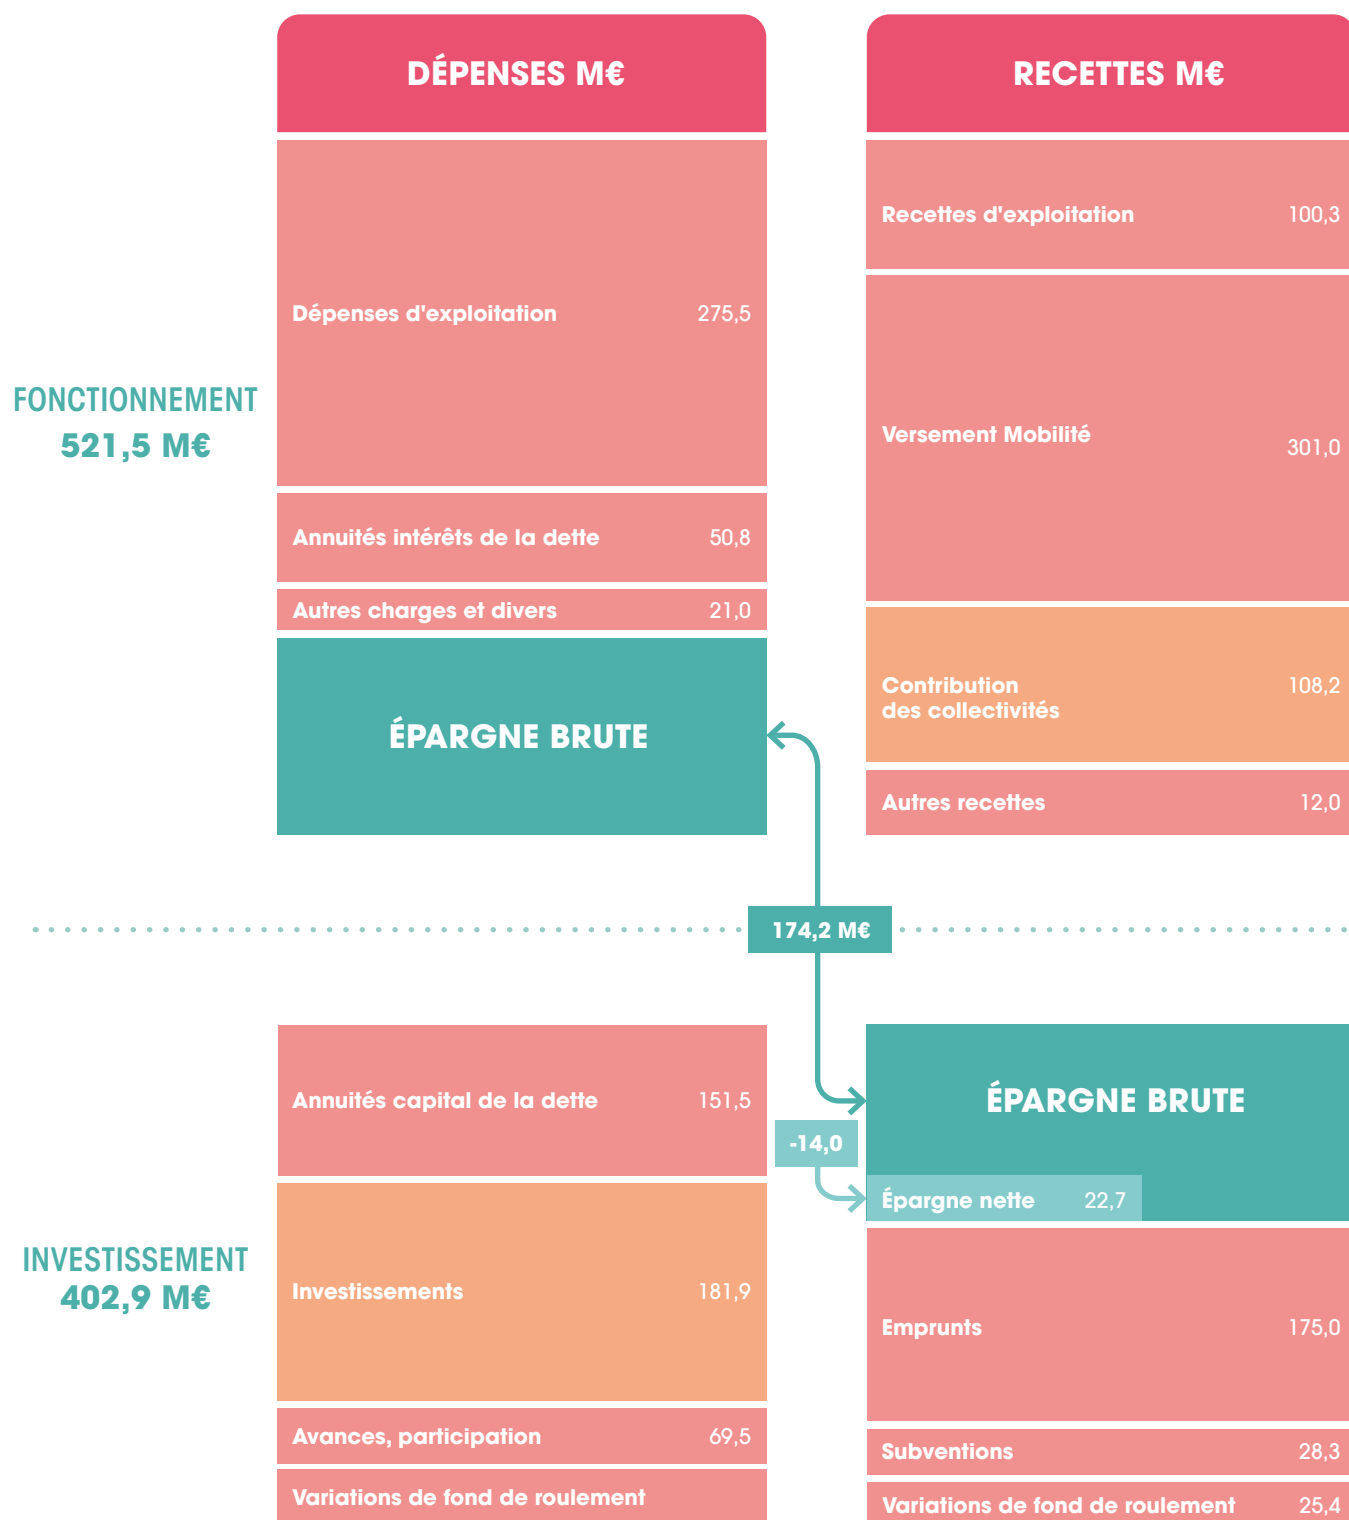 DÉPENSES M€
RECETTES M€
FONCTIONNEMENT
521,5 M€
Dépenses d'exploitation 275,5
Annuités intérêts de la dette 50,8
Autres charges et divers 21,0
ÉPARGNE BRUTE
Recettes d'exploitation 100,3
Versement Mobilité 301,0
Contribution 108,2
des collectivités
Autres recettes 12,0
174,2 M€
INVESTISSEMENT
402,9 M€
Annuités capital de la dette 151,5
Investissements 181,9
Avances, participation 69,5
Variations de fond de roulement
-14,0
ÉPARGNE BRUTE
Épargne nette 22,7
Emprunts 175,0
Subventions 28,3
Variations de fond de roulement 25,4